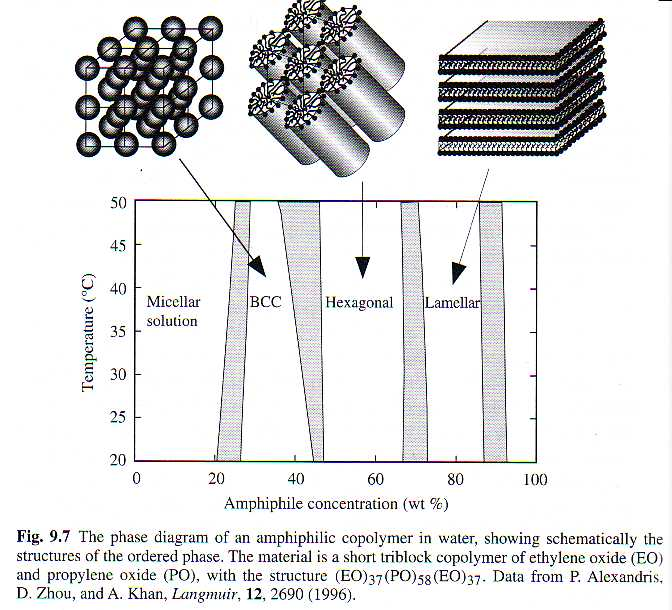 50
45
40
35
30
25
20
Temperature (°C)
Micellar
solution
BCC
Hexagonal
Lamellar
0 20 40 60 80 100
Amphiphile concentration (wt %)
Fig. 9.7 The phase diagram of an amphiphilic copolymer in water, showing schematically the
structures of the ordered phase. The material is a short triblock copolymer of ethylene oxide (EO)
and propylene oxide (PO), with the structure (EO)37(PO)58(EO)37. Data from P. Alexandris,
D. Zhou, and A. Khan, Langmuir, 12, 2690 (1996).